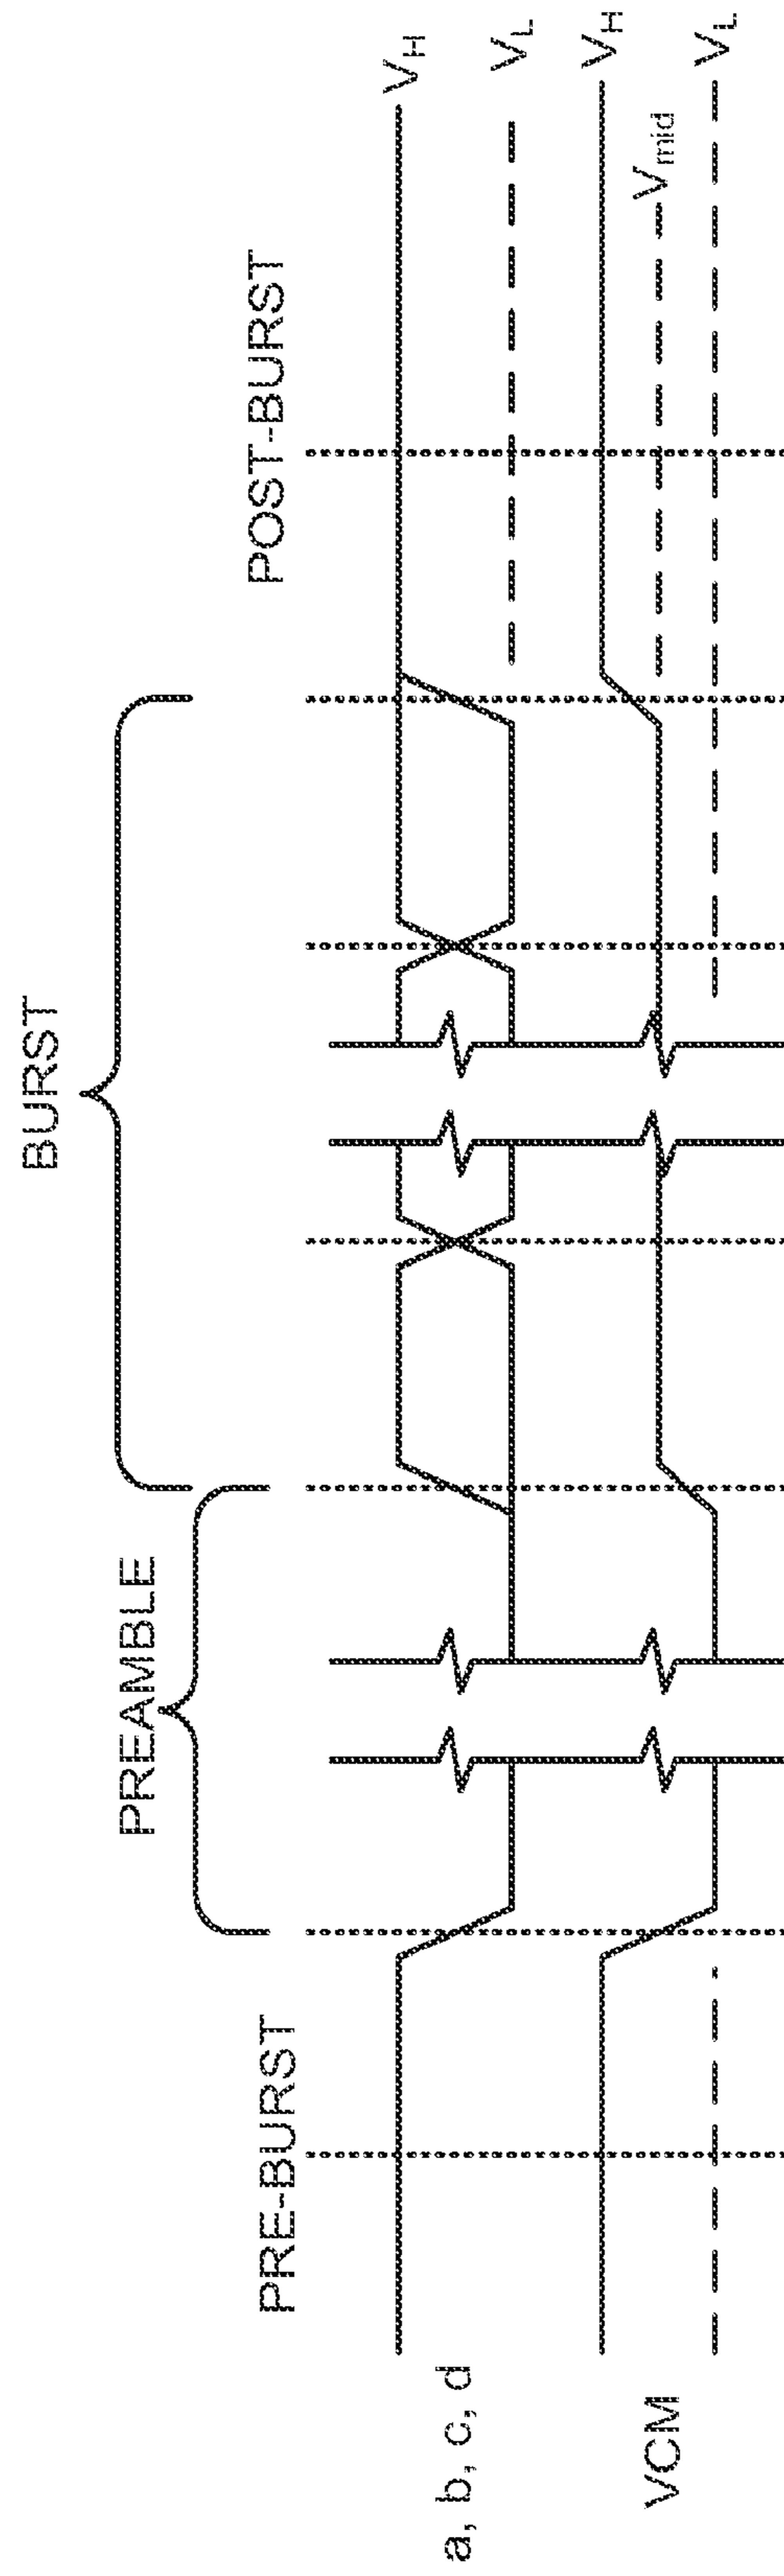 BURST
PREAMBLE
PRE-BURST
POST-BURST
a, b, c, d
VH
VL
VCM
VH
Vmid
VL